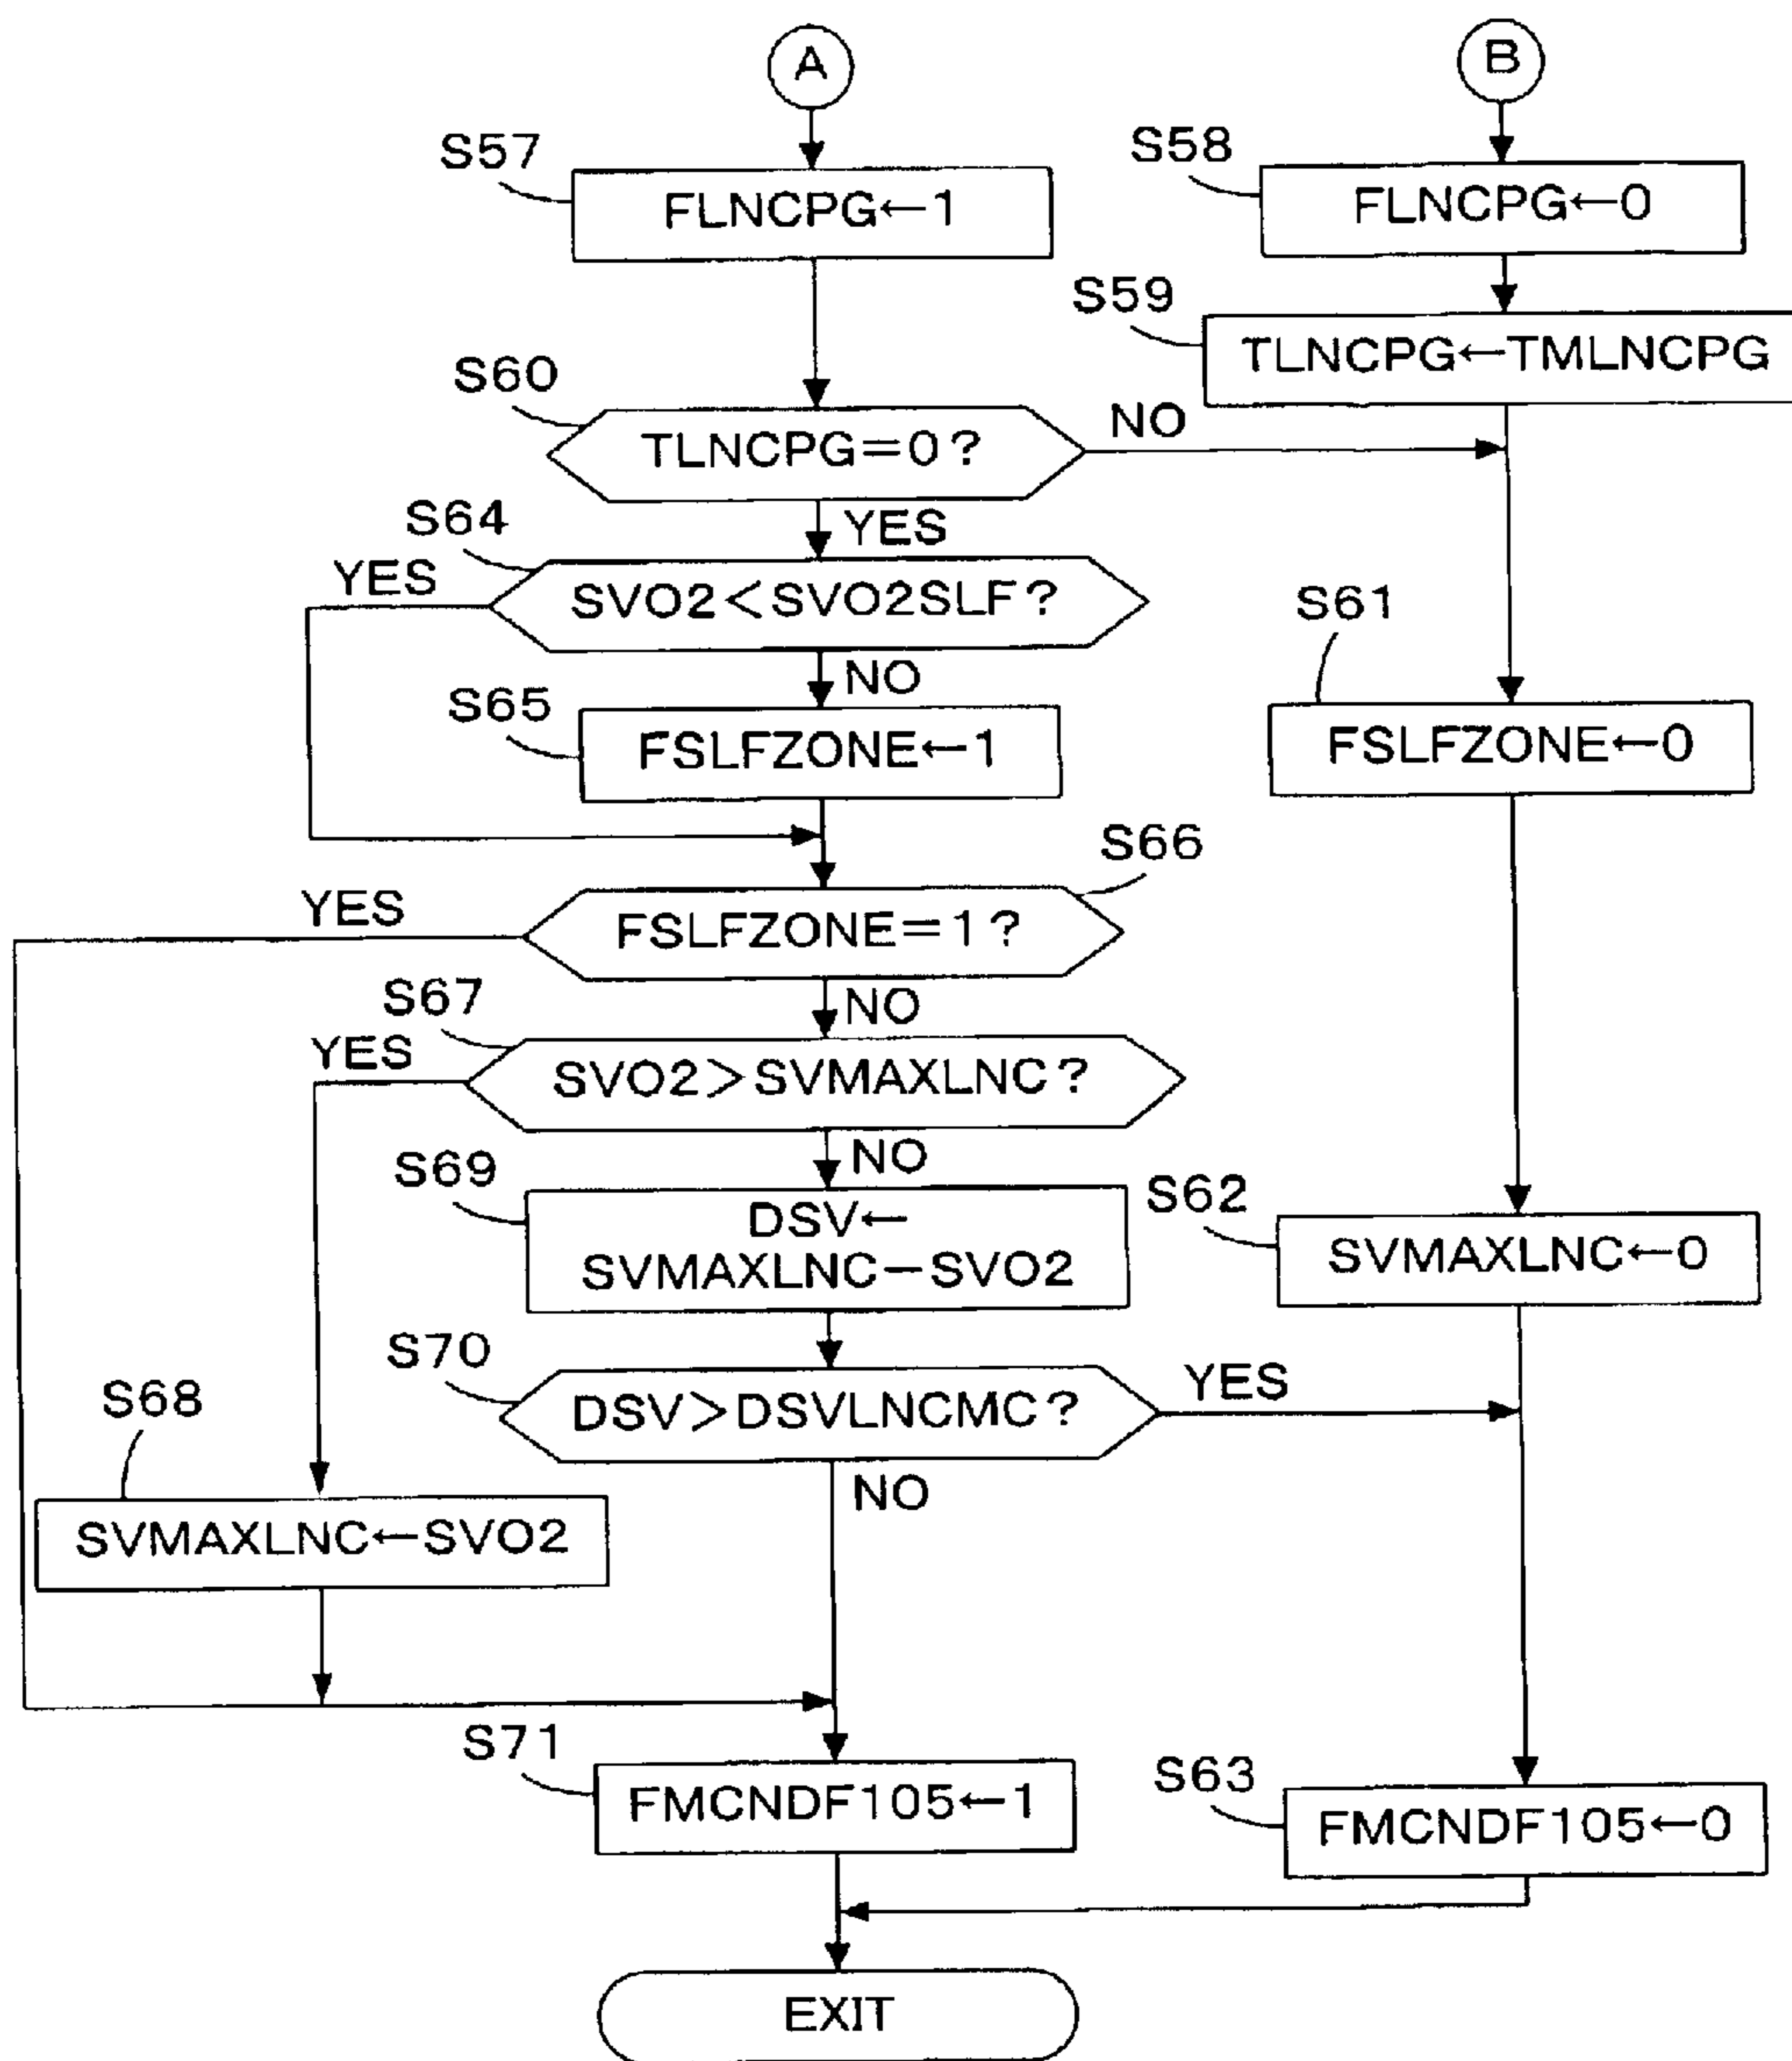 A
B
S57
FLNCPG←1
S58
FLNCPG←0
S59
TLNCPG←TMLNCPG
S60
TLNCPG=0?
NO
YES
S64
YES
SVO2<SVO2SLF?
NO
S61
FSLFZONE←0
S65
FSLFZONE←1
S66
YES
FSLFZONE=1?
NO
S67
YES
SVO2>SVMAXLNC?
NO
S69
DSV←
SVMAXLNC-SVO2
S62
SVMAXLNC←0
S70
DSV>DSVLNCMC?
YES
NO
S68
SVMAXLNC←SVO2
S71
FMCNDF105←1
S63
FMCNDF105←0
EXIT